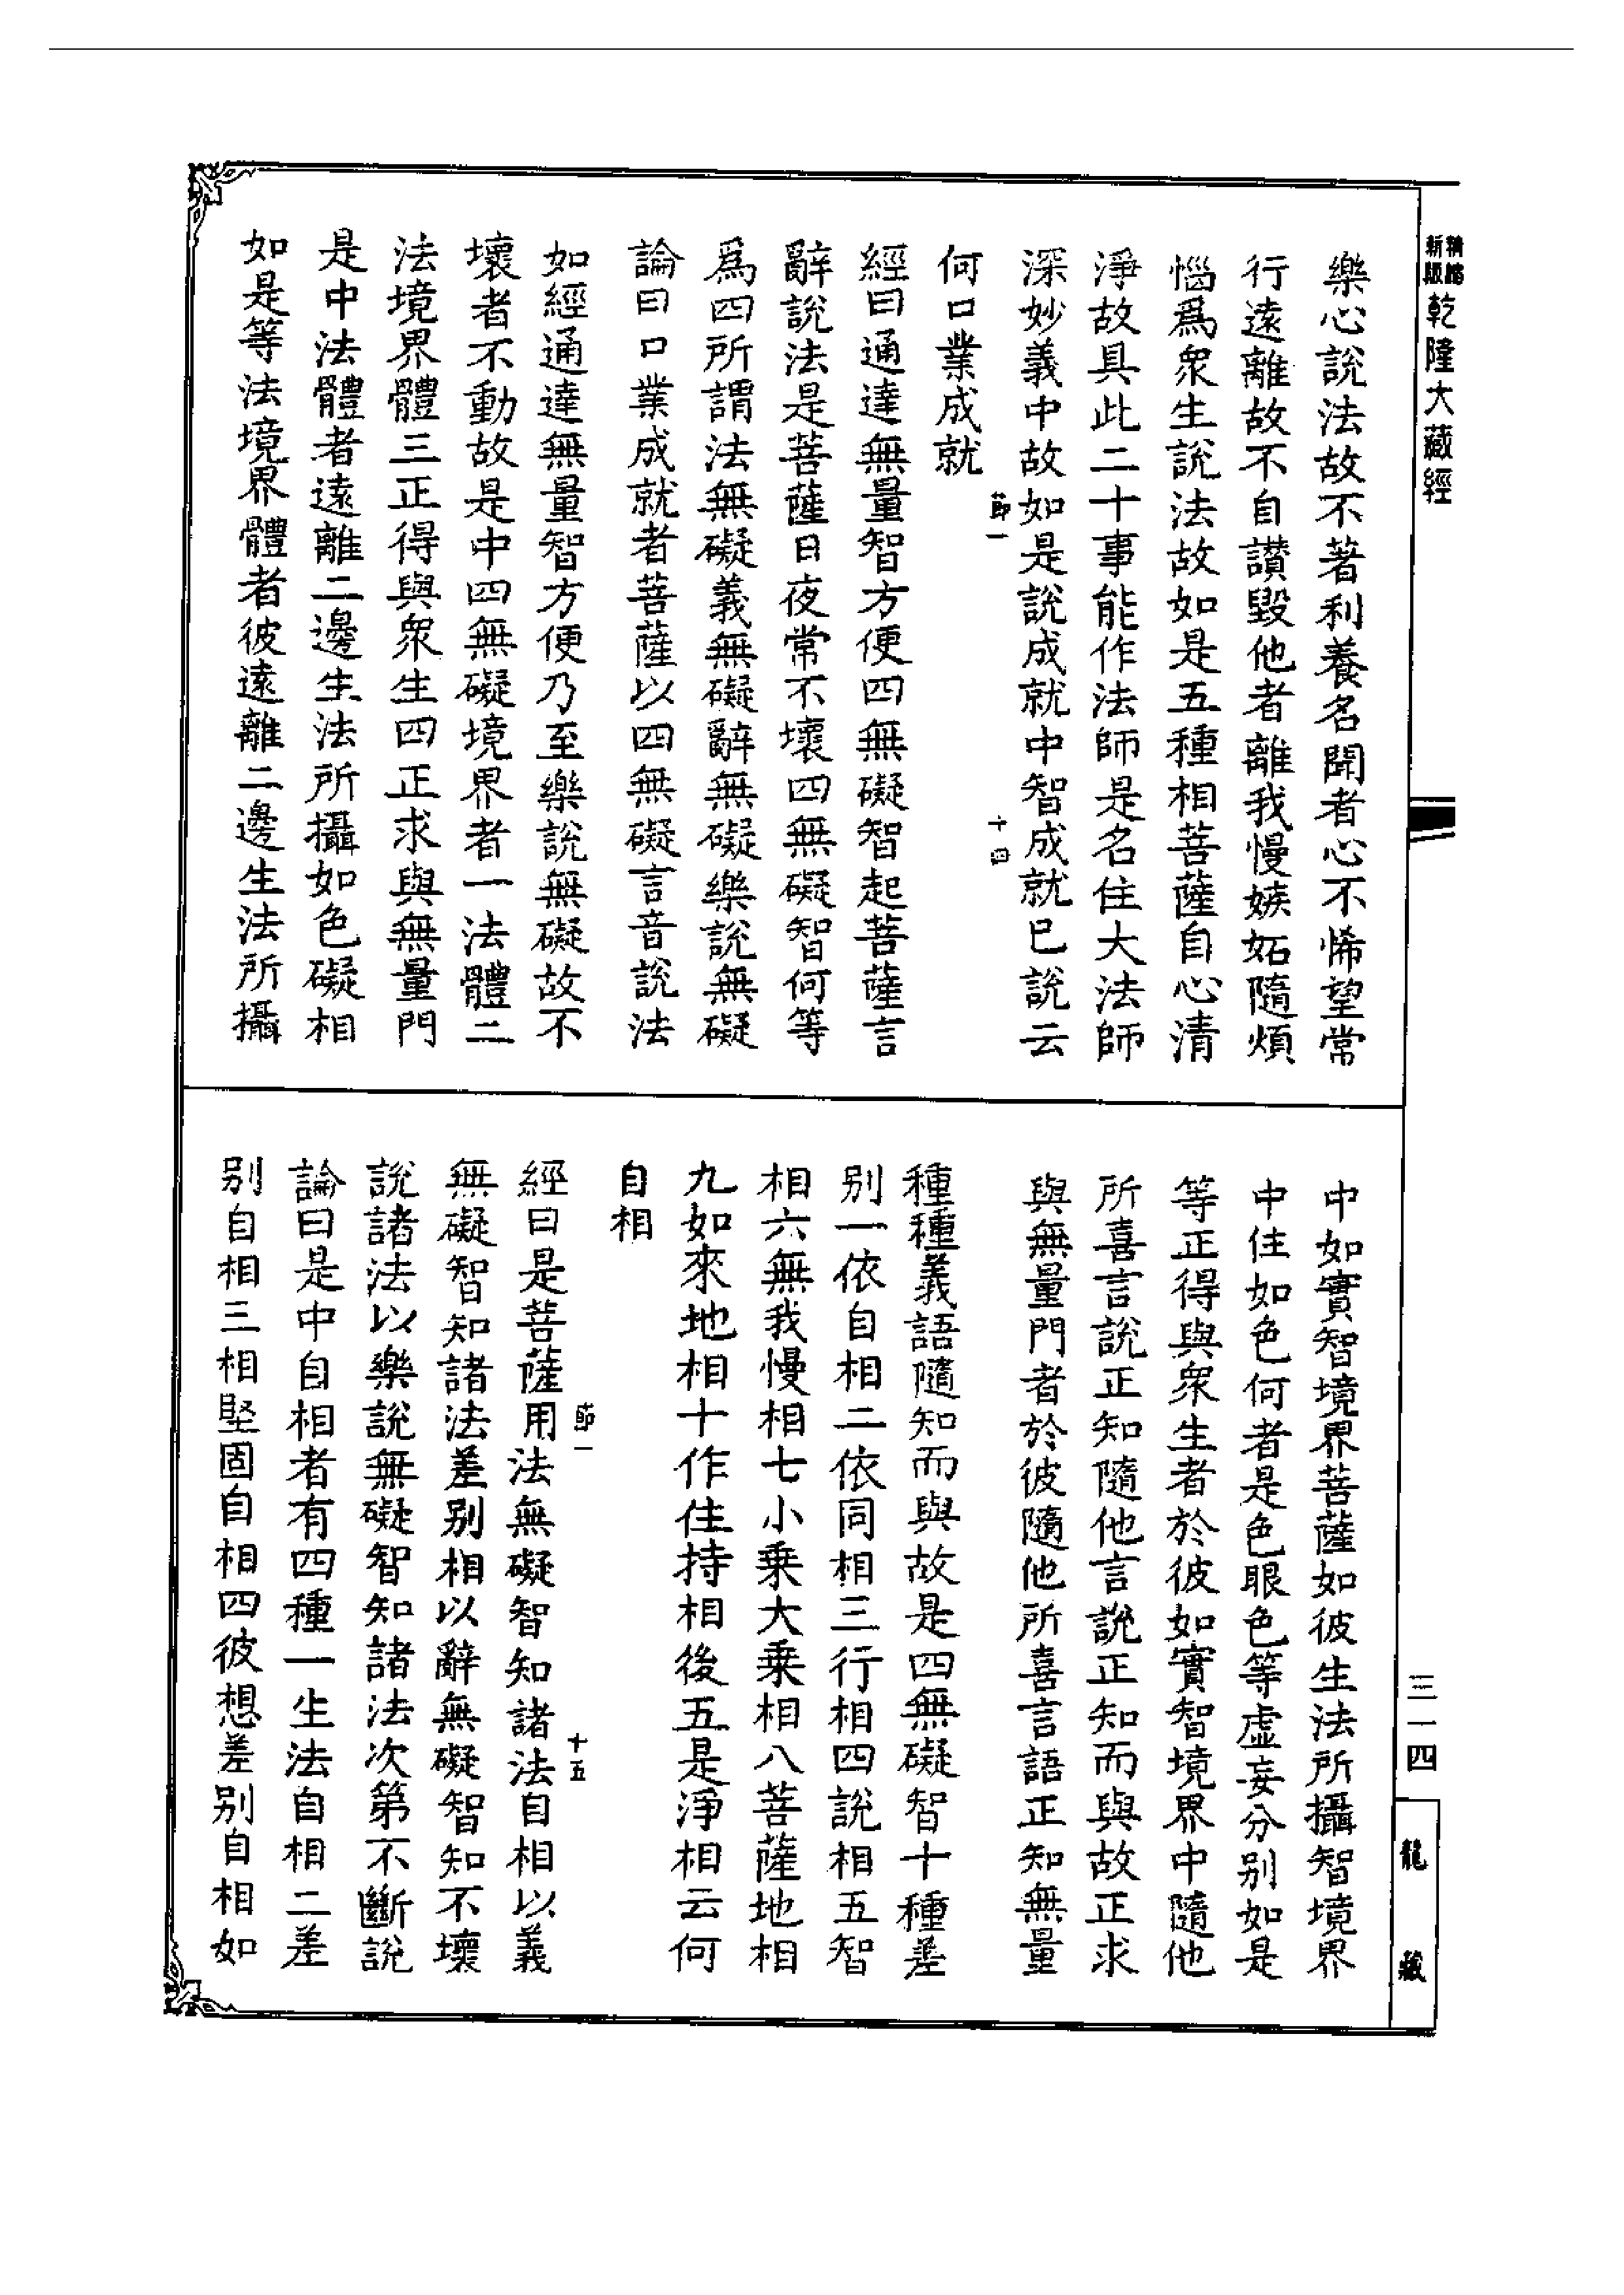 精縮
新版
乾隆大藏經
樂心說法故不著利養名聞者心不悕望常
行遠離故不自讚毀他者離我慢嫉妬隨煩
惱爲衆生說法故如是五種相菩薩自心清
淨故具此二十事能作法師是名住大法師
深妙義中故如是說成就中智成就已說云
節一
十四
何口業成就
經曰通達無量智方便四無礙智起菩薩言
辭說法是菩薩日夜常不壞四無礙智何等
爲四所謂法無礙義無礙辭無礙樂說無礙
論曰口業成就者菩薩以四無礙言音說法
如經通達無量智方便乃至樂說無礙故不
壞者不動故是中四無礙境界者一法體二
法境界體三正得與衆生四正求與無量門
是中法體者遠離二邊生法所攝如色礙相
如是等法境界體者彼遠離二邊生法所攝
中如實智境界菩薩如彼生法所攝智境界
中住如色何者是色眼色等虛妄分別如是
等正得與衆生者於彼如實智境界中隨他
所喜言說正知隨他言說正知而與故正求
與無量門者於彼隨他所喜言語正知無量
種種義語隨知而與故是四無礙智十種差
別一依自相二依同相三行相四說相五智
相六無我慢相七小乘大乘相八菩薩地相
九如來地相十作住持相後五是淨相云何
自相
節一
十五
經曰是菩薩用法無礙智知諸法自相以義
無礙智知諸法差別相以辭無礙智知不壞
說諸法以樂說無礙智知諸法次第不斷說
論曰是中自相者有四種一生法自相二差
別自相三相堅固自相四彼想差別自相如
三一四
龍藏